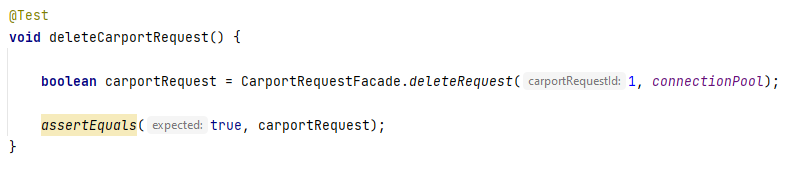 @Test
void deleteCarportRequest() {
boolean carportRequest = CarportRequestFacade.deleteRequest( carportRequestId: 1, connectionPool);
assertEquals( expected: true, carportRequest);
}